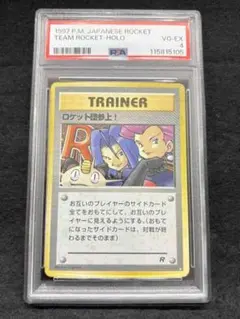 1997 P.M. JAPANESE ROCKET
TEAM ROCKET-HOLO
VG-EX
4
PSA
115815105
TRAINER
ロケット団参上!
R
お互いのプレイヤーのサイドカード
全てをおもてにして、お互いのプレ
イヤーに見えるようにする。(おもて
になったサイドカードは、対戦が終
わるまでそのまま)